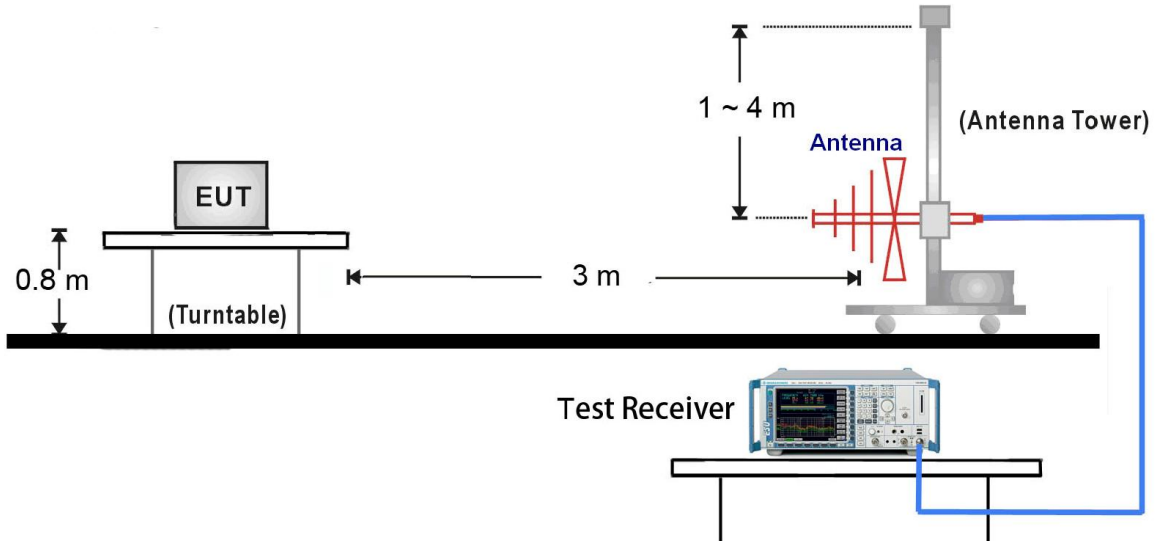 1 ~ 4 m
(Antenna Tower)
Antenna
EUT
0.8 m
3 m
(Turntable)
Test Receiver